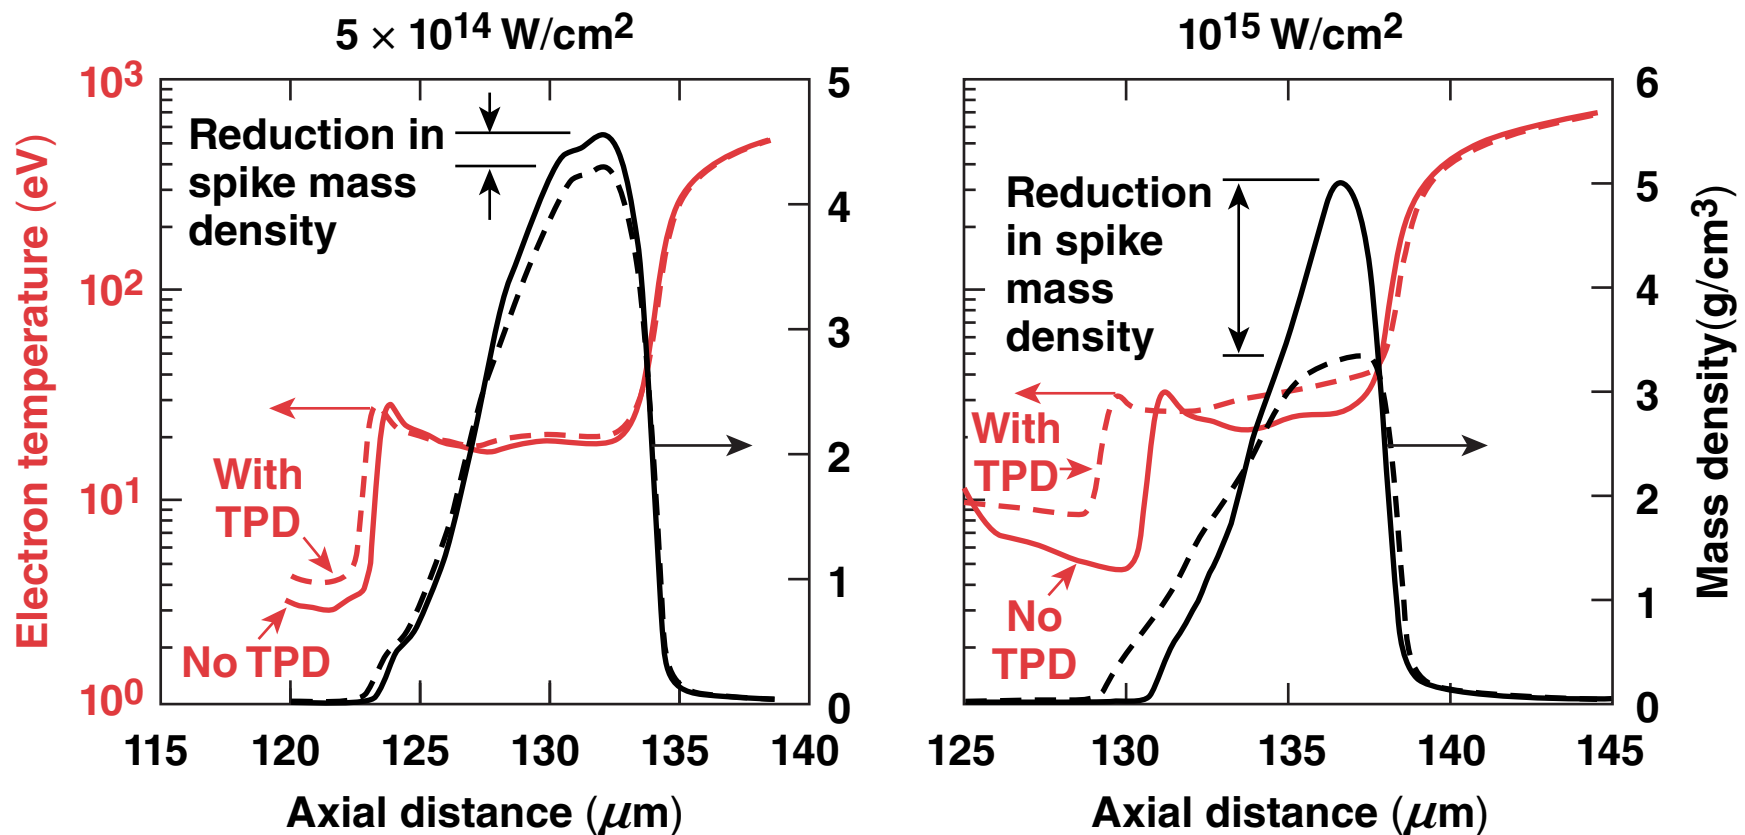 5 × 10¹⁴ W/cm²
10³
10²
10¹
10⁰
Electron temperature (eV)
Reduction in
spike mass
density
With
TPD
No TPD
5
4
3
2
1
0
115 120 125 130 135 140
Axial distance (μm)
10¹⁵ W/cm²
Reduction
in spike
mass
density
With
TPD
No
TPD
6
5
4
3
2
1
0
Mass density(g/cm³)
125 130 135 140 145
Axial distance (μm)